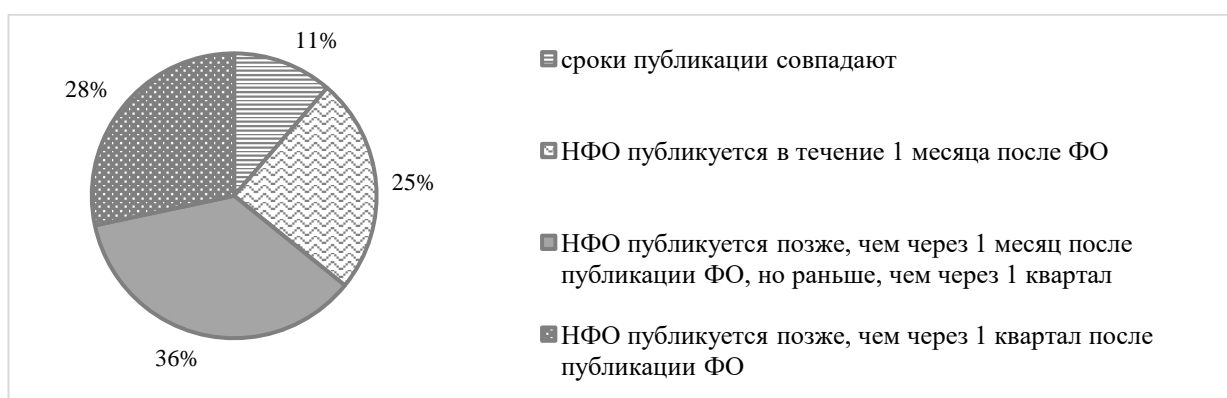 11%
28%
25%
36%
сроки публикации совпадают
НФО публикуется в течение 1 месяца после ФО
НФО публикуется позже, чем через 1 месяц после
публикации ФО, но раньше, чем через 1 квартал
НФО публикуется позже, чем через 1 квартал после
публикации ФО